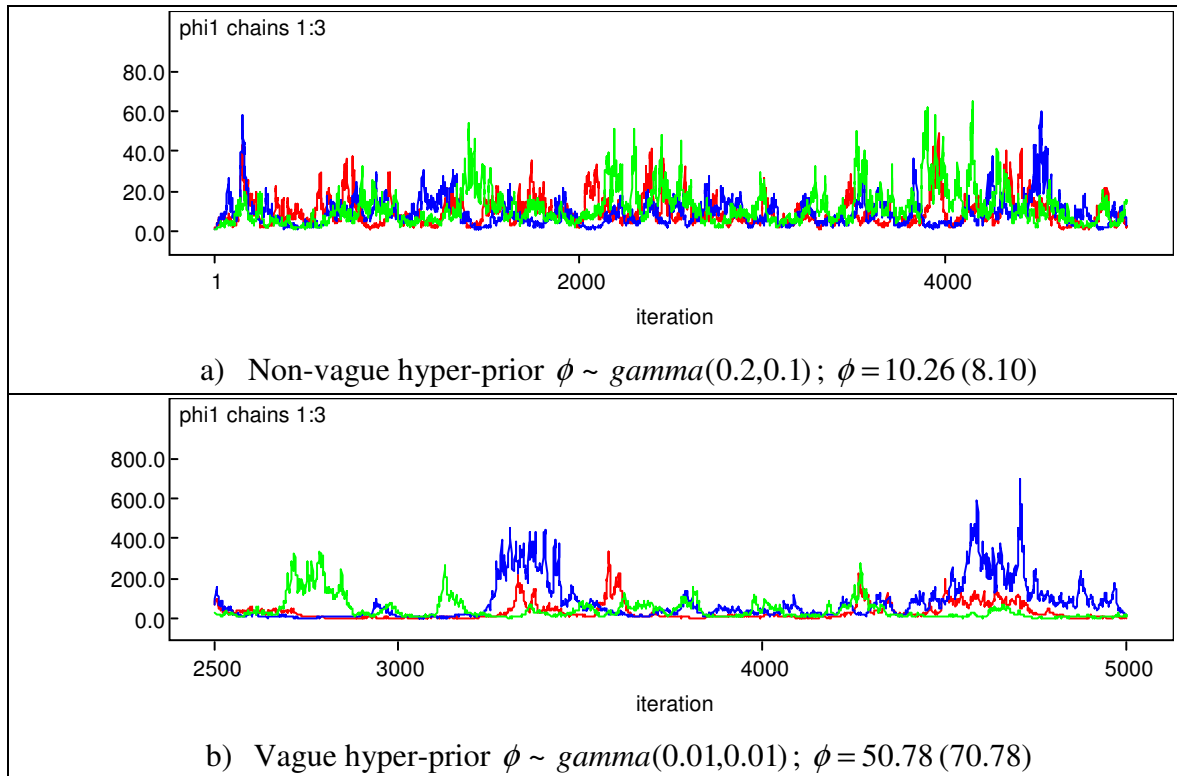 phi1 chains 1:3
80.0
60.0
40.0
20.0
0.0
1
2000
4000
iteration
a) Non-vague hyper-prior ϕ ~ gamma(0.2,0.1); ϕ = 10.26 (8.10)
phi1 chains 1:3
800.0
600.0
400.0
200.0
0.0
2500
3000
4000
5000
iteration
b) Vague hyper-prior ϕ ~ gamma(0.01,0.01); ϕ = 50.78 (70.78)